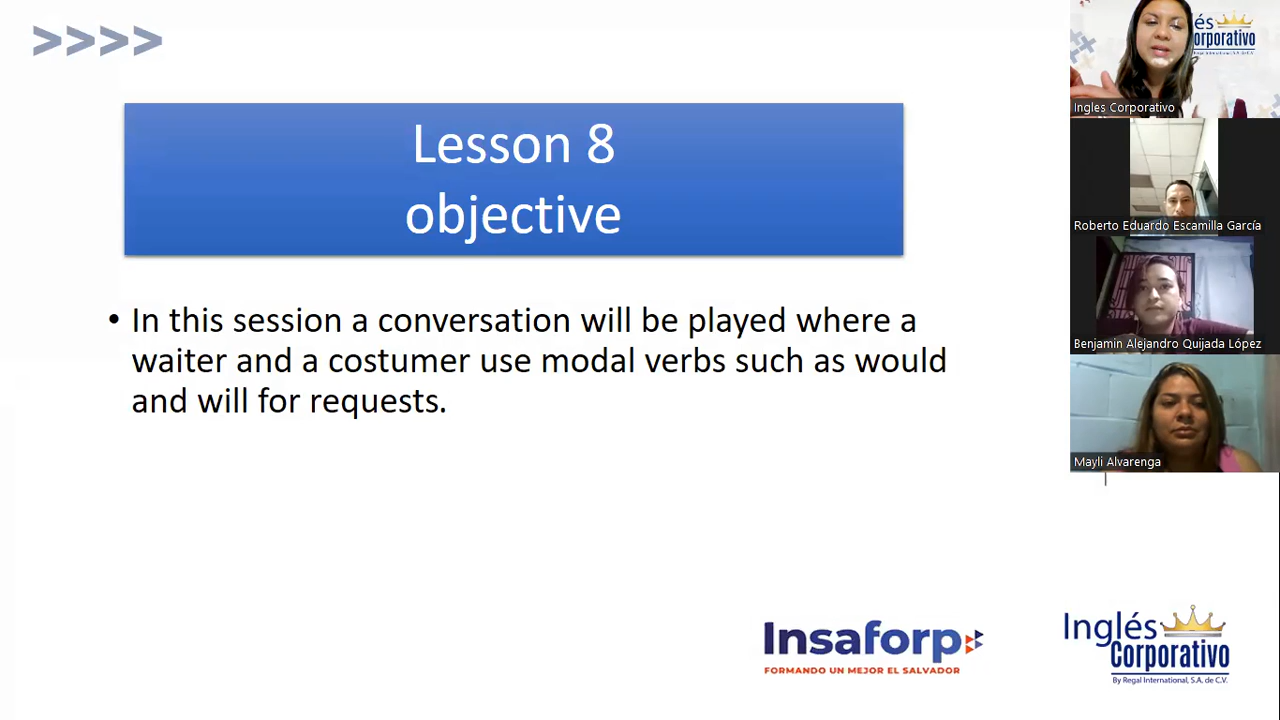 >>>>
Lesson 8
objective
• In this session a conversation will be played where a
waiter and a costumer use modal verbs such as would
and will for requests.
Insaforp
FORMANDO UN MEJOR EL SALVADOR
Inglés
Corporativo
By Regal International, S.A. de C.V.
és
orporativo
Ingles Corporativo
Roberto Eduardo Escamilla García
Benjamin Alejandro Quijada López
Mayli Alvarenga